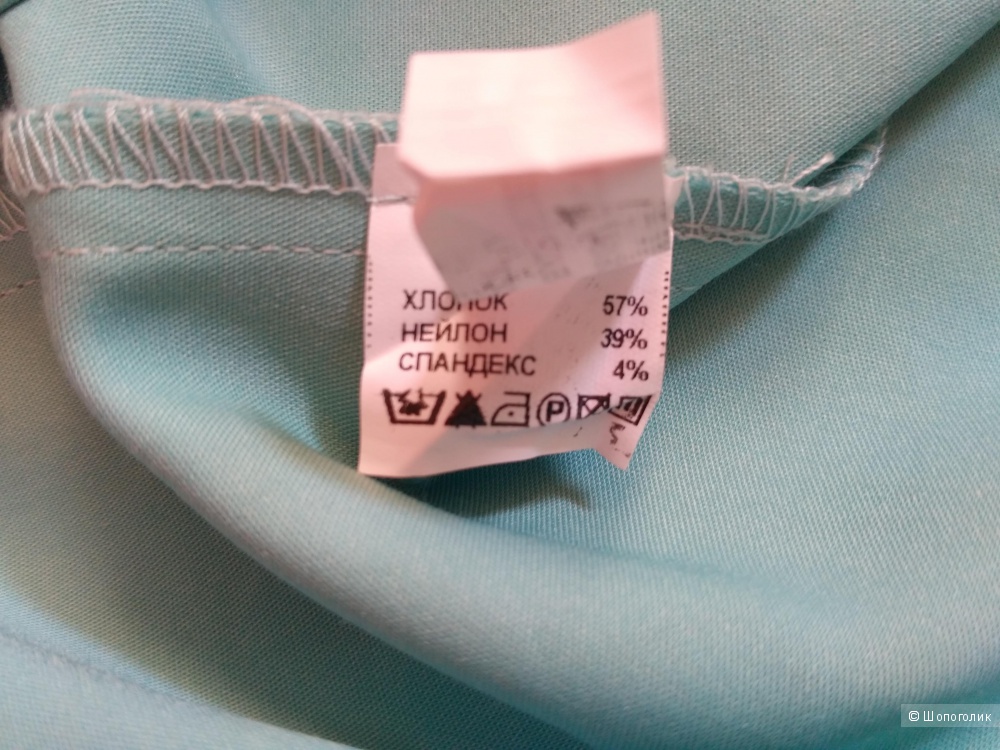 ХЛОПОК 57%
НЕЙЛОН 39%
СПАНДЕКС 4%
P
© Шопоголик